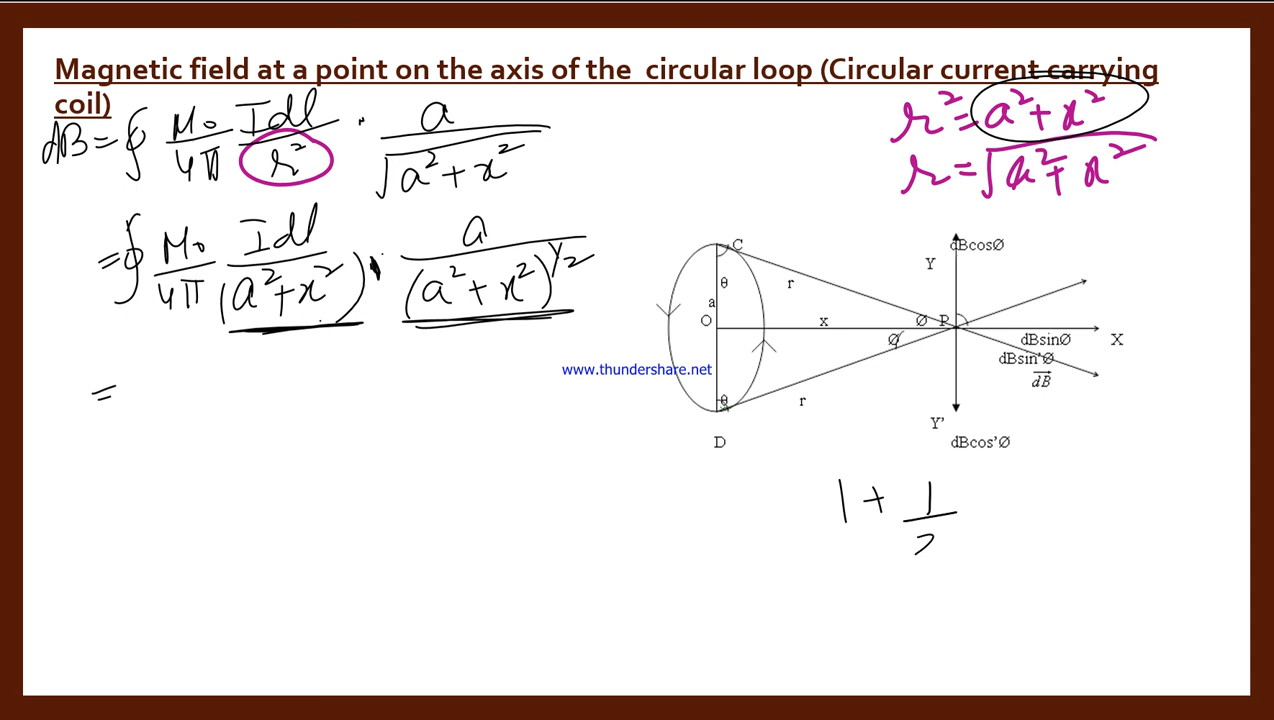 Magnetic field at a point on the axis of the circular loop (Circular current carrying
coil)
dB = ∮ μ₀/4π Idl/r² · a/√(a² + x²)
r² = a² + x²
r = √(a² + x²)
= ∮ μ₀/4π Idl/(a² + x²) · a/(a² + x²)^1/2
=
C
dBcosØ
Y
θ
r
a
O
x
Ø
P
Ø
dBsinØ
X
dBsin'Ø
dB
www.thundershare.net
θ
r
Y'
D
dBcos'Ø
1 + 1/2